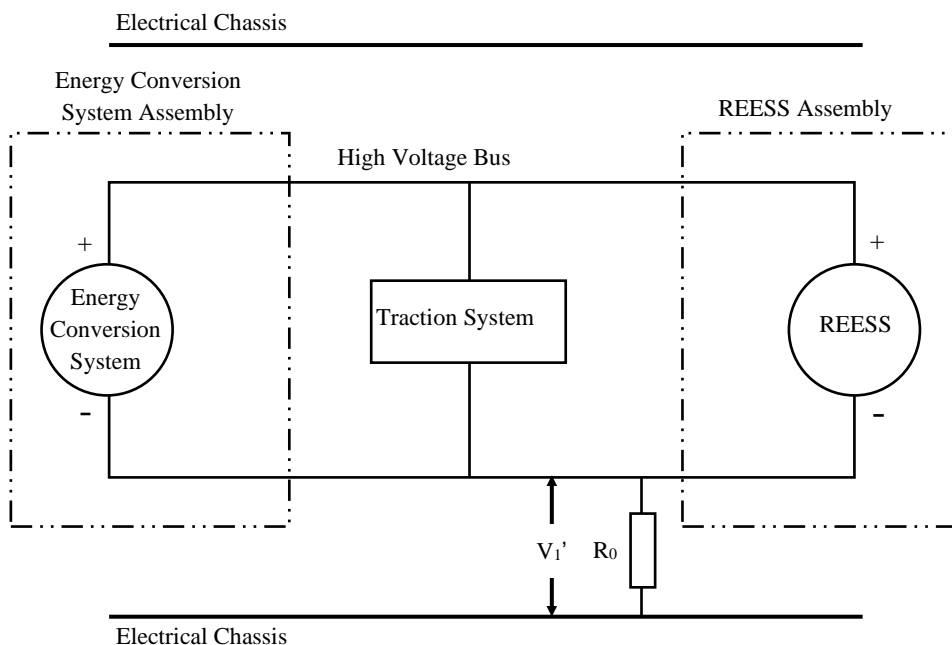 Electrical Chassis
Energy Conversion
System Assembly
REESS Assembly
High Voltage Bus
+
+
Energy
Conversion
System
Traction System
REESS
-
-
V₁’
R₀
Electrical Chassis